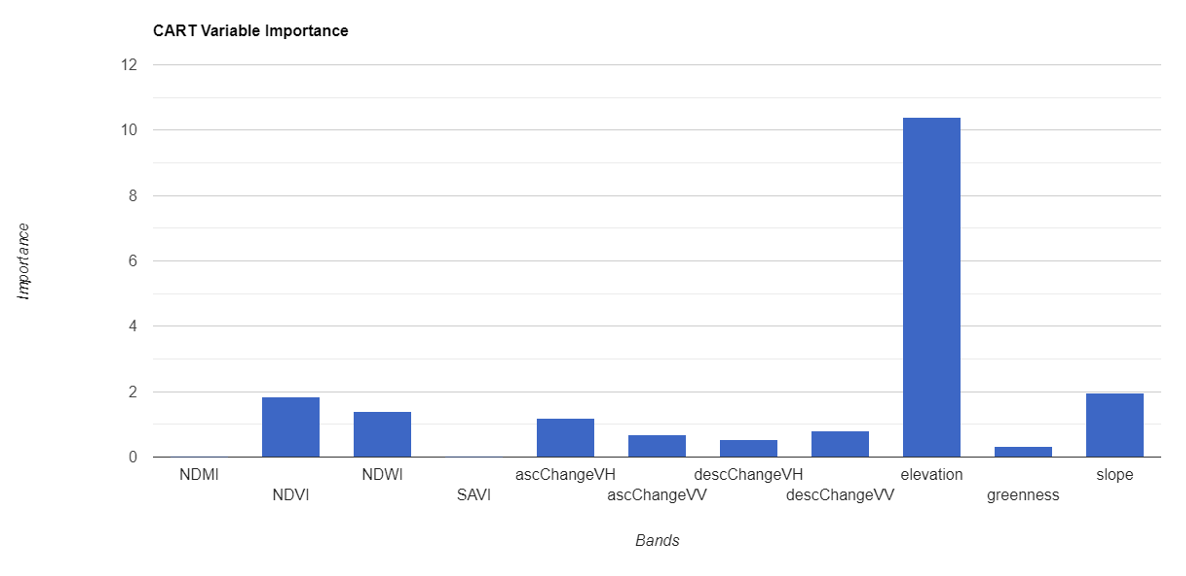 CART Variable Importance
12
10
8
6
4
2
0
Importance
NDMI
NDVI
NDWI
SAVI
ascChangeVH
ascChangeVV
descChangeVH
descChangeVV
elevation
greenness
slope
Bands